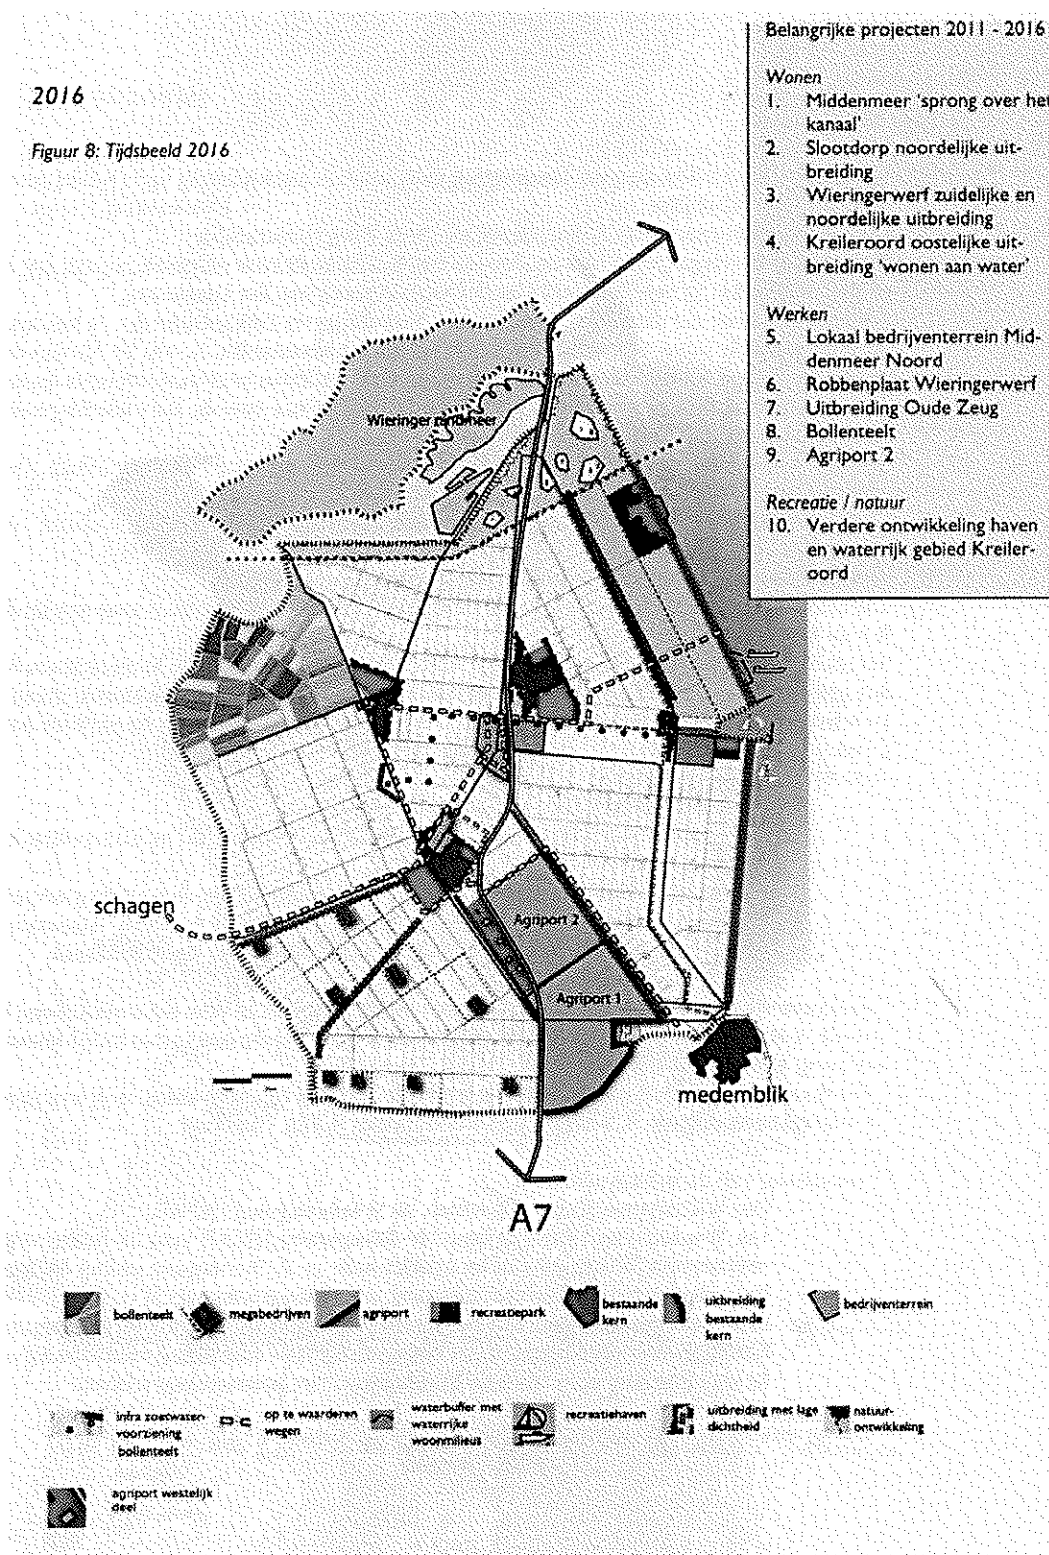 2016
Figuur 8: Tijdsbeeld 2016
Belangrijke projecten 2011 - 2016
Wonen
1. Middenmeer 'sprong over het
kanaal'
2. Slootdorp noordelijke uit-
breiding
3. Wieringerwerf zuidelijke en
noordelijke uitbreiding
4. Kreileroord oostelijke uit-
breiding 'wonen aan water'
Werken
5. Lokaal bedrijventerrein Mid-
denmeer Noord
6. Robbenplaat Wieringerwerf
7. Uitbreiding Oude Zeug
8. Bollenteelt
9. Agriport 2
Recreatie / natuur
10. Verdere ontwikkeling haven
en waterrijk gebied Kreiler-
oord
Wieringer randmeer
schagen
Agriport 2
Agriport 1
medemblik
A7
bollenteelt
megabedrijven
agriport
recreatiepark
bestaande
kern
uitbreiding
bestaande
kern
bedrijventerrein
infra zoetwater-
voorziening
bollenteelt
op te waarderen
wegen
waterbuffer met
waterrijke
woonmilieus
recreatiehaven
uitbreiding met lage
dichtheid
natuur-
ontwikkeling
agriport westelijk
deel